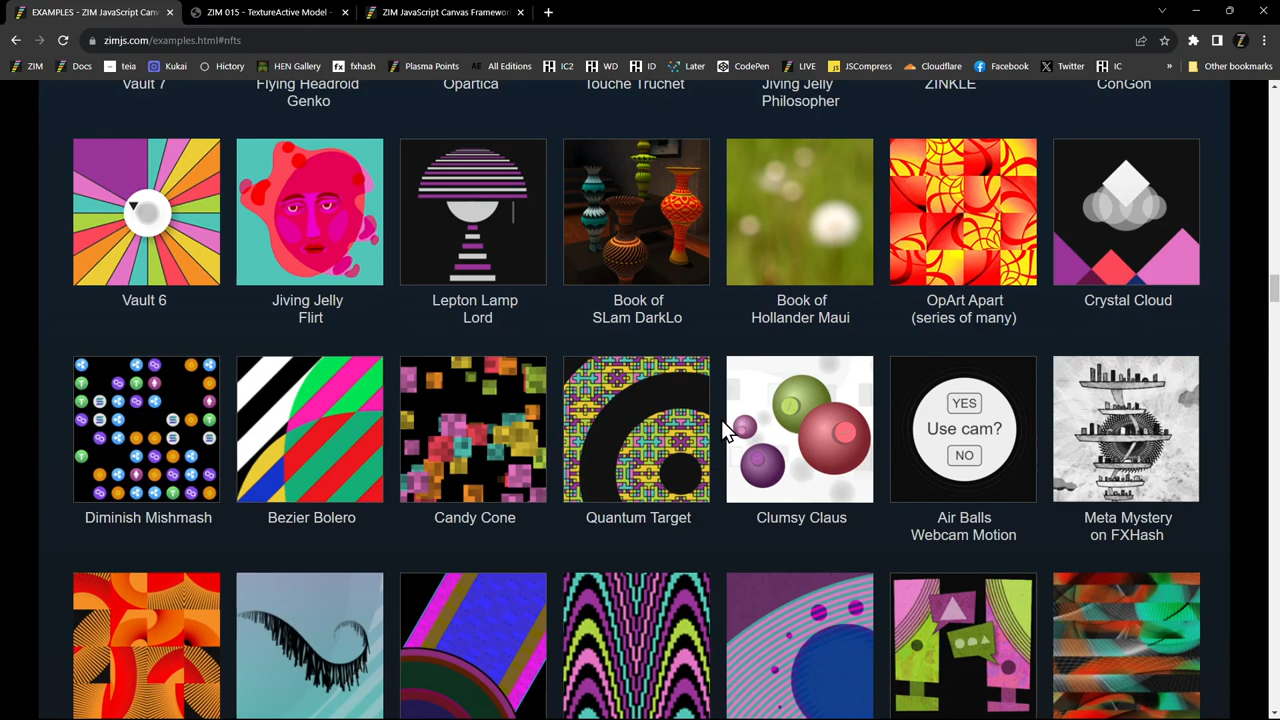 EXAMPLES - ZIM JavaScript Canv
ZIM 015 - TextureActive Model -
ZIM JavaScript Canvas Framewor
zimjs.com/examples.html#nfts
ZIM
Docs
teia
Kukai
Hictory
HEN Gallery
fxhash
Plasma Points
All Editions
IC2
WD
ID
Later
CodePen
LIVE
JSCompress
Cloudflare
Facebook
Twitter
IC
»
Other bookmarks
Vault 7
Flying Headroid
Genko
Opartica
Touche Truchet
Jiving Jelly
Philosopher
ZINKLE
ConGon
Vault 6
Jiving Jelly
Flirt
Lepton Lamp
Lord
Book of
SLam DarkLo
Book of
Hollander Maui
OpArt Apart
(series of many)
Crystal Cloud
YES
Use cam?
NO
Diminish Mishmash
Bezier Bolero
Candy Cone
Quantum Target
Clumsy Claus
Air Balls
Webcam Motion
Meta Mystery
on FXHash